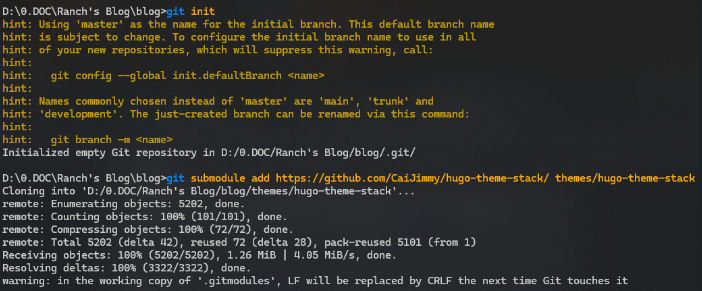 D:\0.DOC\Ranch's Blog\blog>git init
hint: Using 'master' as the name for the initial branch. This default branch name
hint: is subject to change. To configure the initial branch name to use in all
hint: of your new repositories, which will suppress this warning, call:
hint:
hint:   git config --global init.defaultBranch <name>
hint:
hint: Names commonly chosen instead of 'master' are 'main', 'trunk' and
hint: 'development'. The just-created branch can be renamed via this command:
hint:
hint:   git branch -m <name>
Initialized empty Git repository in D:/0.DOC/Ranch's Blog/blog/.git/

D:\0.DOC\Ranch's Blog\blog>git submodule add https://github.com/CaiJimmy/hugo-theme-stack/ themes/hugo-theme-stack
Cloning into 'D:/0.DOC/Ranch's Blog/blog/themes/hugo-theme-stack'...
remote: Enumerating objects: 5202, done.
remote: Counting objects: 100% (101/101), done.
remote: Compressing objects: 100% (72/72), done.
remote: Total 5202 (delta 42), reused 72 (delta 28), pack-reused 5101 (from 1)
Receiving objects: 100% (5202/5202), 1.26 MiB | 4.05 MiB/s, done.
Resolving deltas: 100% (3322/3322), done.
warning: in the working copy of '.gitmodules', LF will be replaced by CRLF the next time Git touches it